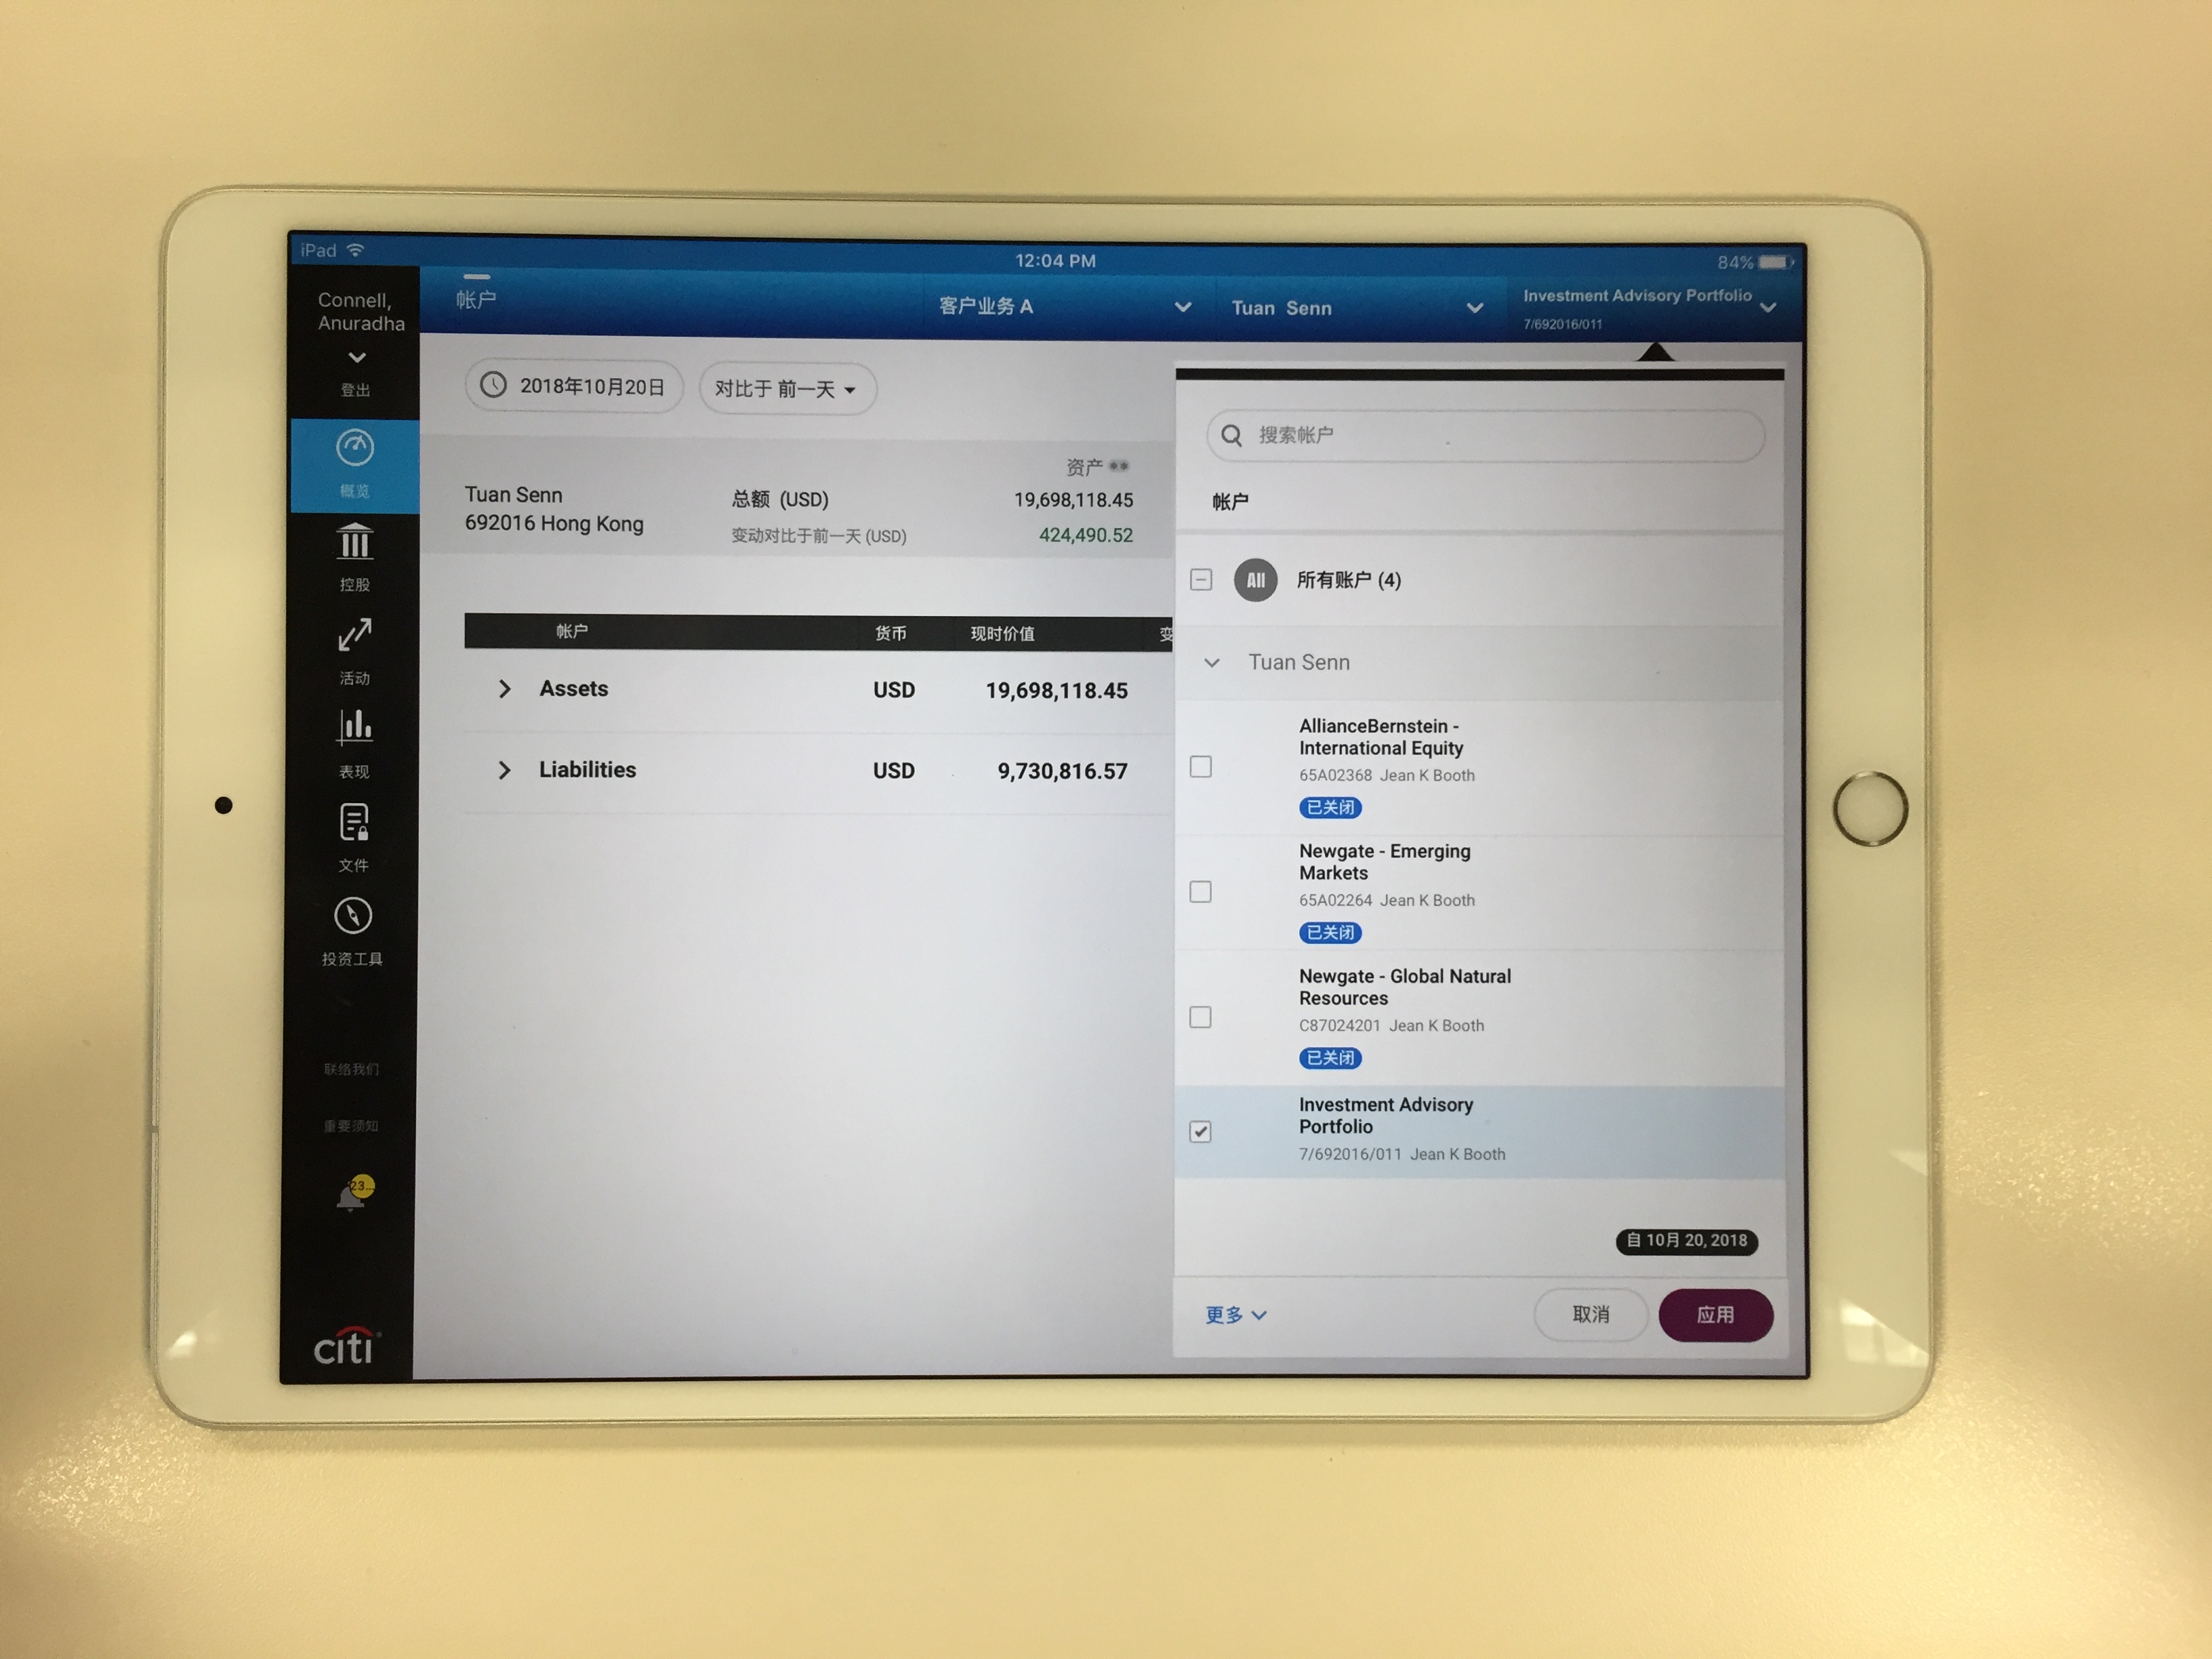 iPad
12:04 PM
84%
Connell,
Anuradha
登出
概览
控股
活动
表现
文件
投资工具
联络我们
重要须知
23...
citi
帐户
客户业务 A
Tuan Senn
Investment Advisory Portfolio
7/692016/011
2018年10月20日
对比于 前一天
Tuan Senn
692016 Hong Kong
资产
总额 (USD)
19,698,118.45
变动对比于前一天 (USD)
424,490.52
帐户
货币
现时价值
变
Assets
USD
19,698,118.45
Liabilities
USD
9,730,816.57
搜索帐户
帐户
All
所有账户 (4)
Tuan Senn
AllianceBernstein -
International Equity
65A02368 Jean K Booth
已关闭
Newgate - Emerging
Markets
65A02264 Jean K Booth
已关闭
Newgate - Global Natural
Resources
C87024201 Jean K Booth
已关闭
Investment Advisory
Portfolio
7/692016/011 Jean K Booth
自 10月 20, 2018
更多
取消
应用